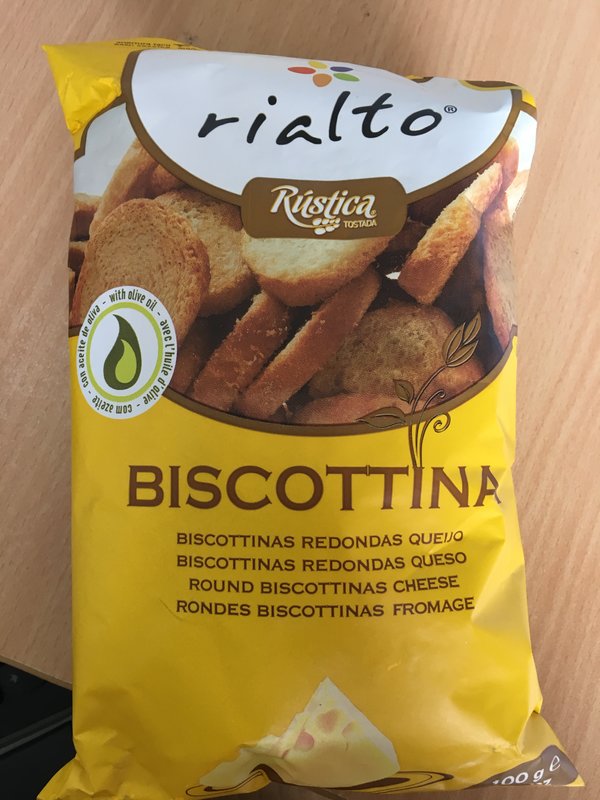 rialto®
Rústica®
TOSTADA
with olive oil - avec l'huile d'olive - com azeite - con aceite de oliva -
BISCOTTINA
BISCOTTINAS REDONDAS QUEIJO
BISCOTTINAS REDONDAS QUESO
ROUND BISCOTTINAS CHEESE
RONDES BISCOTTINAS FROMAGE
100 g ℓ